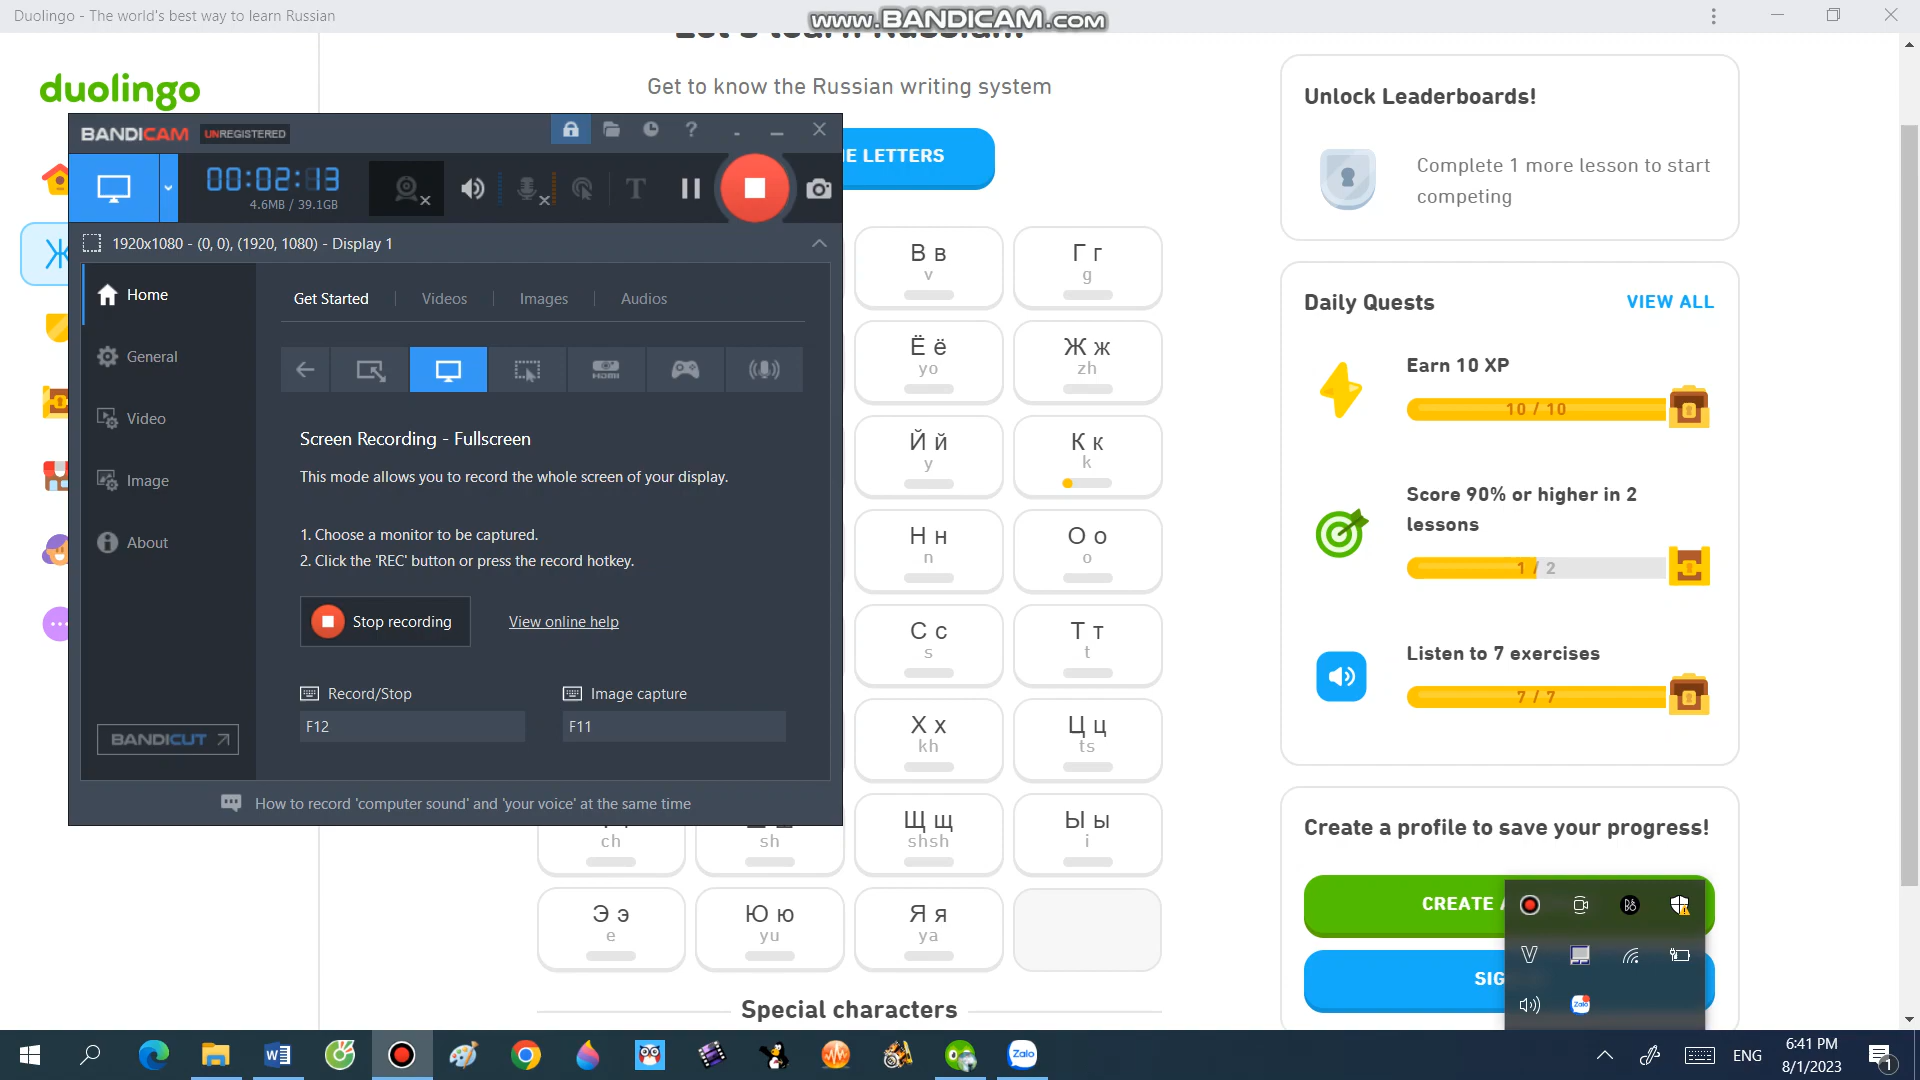 Duolingo - The world's best way to learn Russian
www.BANDICAM.com
duolingo
Let's learn Russian!
Get to know the Russian writing system
E LETTERS
BANDICAM UNREGISTERED
00:02:13
4.6MB / 39.1GB
1920x1080 - (0, 0), (1920, 1080) - Display 1
Home
General
Video
Image
About
BANDICUT
Get Started
Videos
Images
Audios
HDMI
Screen Recording - Fullscreen
This mode allows you to record the whole screen of your display.
1. Choose a monitor to be captured.
2. Click the 'REC' button or press the record hotkey.
Stop recording
View online help
Record/Stop
F12
Image capture
F11
How to record 'computer sound' and 'your voice' at the same time
Ж
В в
v
Г г
g
Ё ё
yo
Ж ж
zh
Й й
y
К к
k
Н н
n
О о
o
С с
s
Т т
t
Х х
kh
Ц ц
ts
ch
sh
Щ щ
shsh
Ы ы
i
Э э
e
Ю ю
yu
Я я
ya
Special characters
Unlock Leaderboards!
Complete 1 more lesson to start
competing
Daily Quests
VIEW ALL
Earn 10 XP
10 / 10
Score 90% or higher in 2
lessons
1 / 2
Listen to 7 exercises
7 / 7
Create a profile to save your progress!
CREATE A
SIG
Zalo
Zalo
ENG
6:41 PM
8/1/2023
1